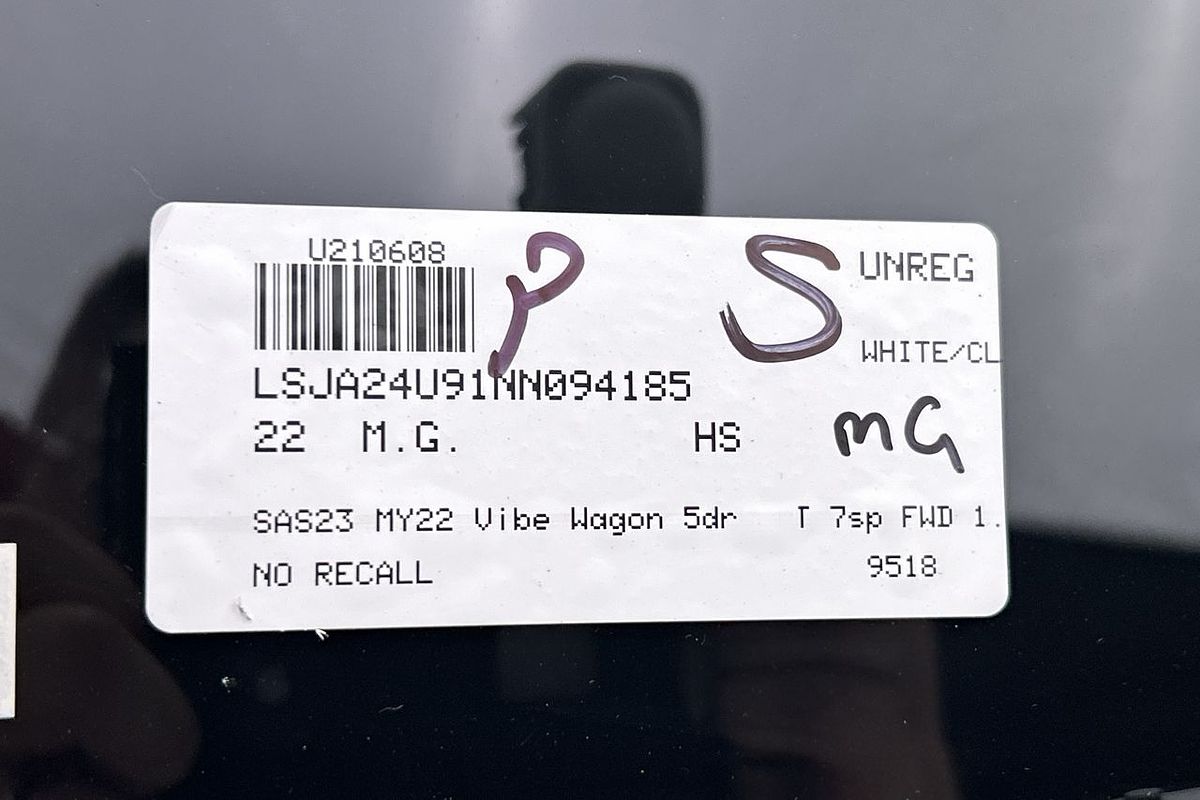 U210608 P S UNREG
WHITE/CL
LSJA24U91NN094185
22 M.G. HS MG
SAS23 MY22 Vibe Wagon 5dr T 7sp FWD 1.
NO RECALL 9518